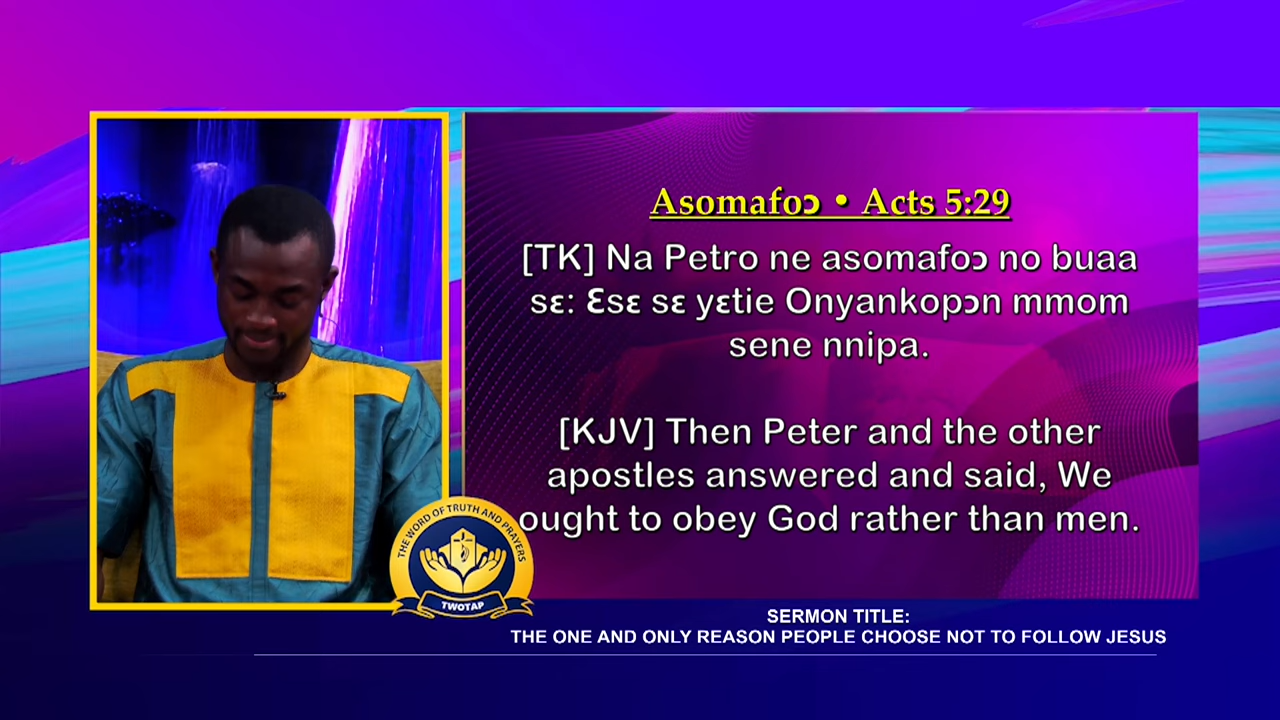 Asomafoɔ • Acts 5:29
[TK] Na Petro ne asomafoɔ no buaa
sɛ: Ɛsɛ sɛ yɛtie Onyankopɔn mmom
sene nnipa.
[KJV] Then Peter and the other
apostles answered and said, We
ought to obey God rather than men.
THE WORD OF TRUTH AND PRAYERS
TWOTAP
SERMON TITLE:
THE ONE AND ONLY REASON PEOPLE CHOOSE NOT TO FOLLOW JESUS